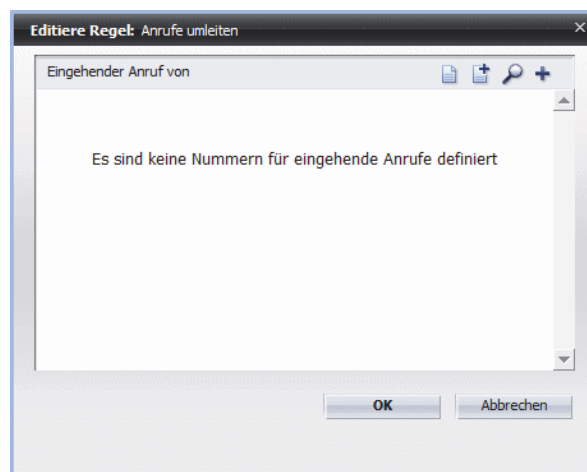 Editiere Regel: Anrufe umleiten
Eingehender Anruf von
Es sind keine Nummern für eingehende Anrufe definiert
OK
Abbrechen